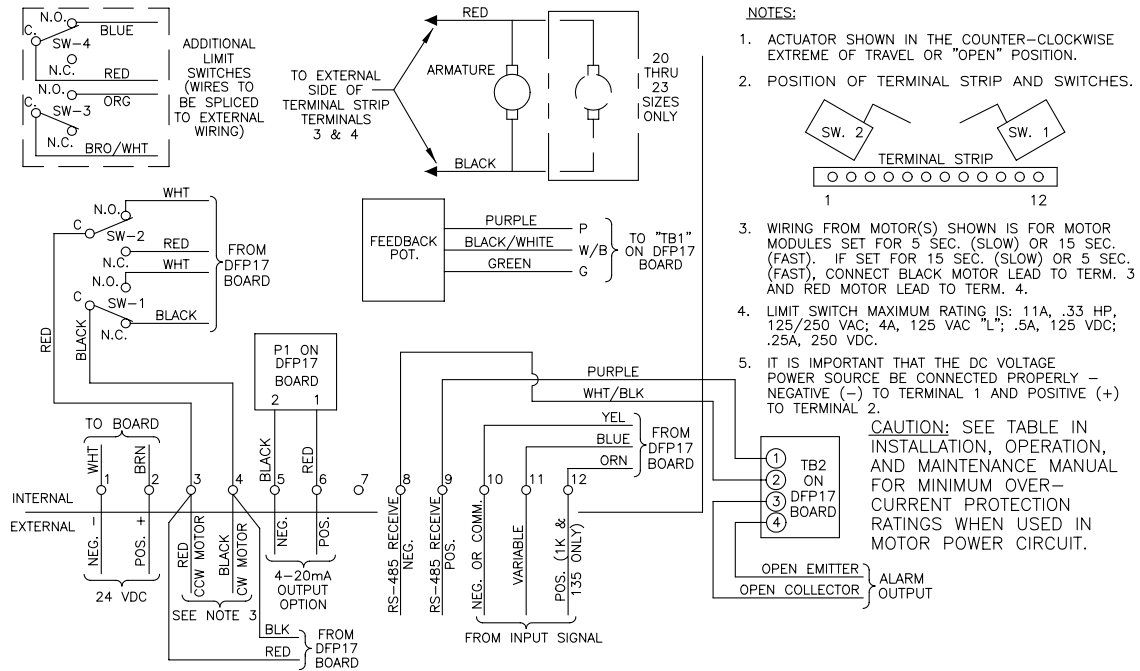 N.O.
BLUE
C.
SW-4
N.C.
RED
N.O.
ORG
C.
SW-3
N.C.
BRO/WHT
ADDITIONAL
LIMIT
SWITCHES
(WIRES TO
BE SPLICED
TO EXTERNAL
WIRING)
RED
ARMATURE
TO EXTERNAL
SIDE OF
TERMINAL STRIP
TERMINALS
3 & 4
BLACK
20
THRU
23
SIZES
ONLY
NOTES:
1. ACTUATOR SHOWN IN THE COUNTER-CLOCKWISE
EXTREME OF TRAVEL OR "OPEN" POSITION.
2. POSITION OF TERMINAL STRIP AND SWITCHES.
SW. 2
SW. 1
TERMINAL STRIP
1
12
3. WIRING FROM MOTOR(S) SHOWN IS FOR MOTOR
MODULES SET FOR 5 SEC. (SLOW) OR 15 SEC.
(FAST). IF SET FOR 15 SEC. (SLOW) OR 5 SEC.
(FAST), CONNECT BLACK MOTOR LEAD TO TERM. 3
AND RED MOTOR LEAD TO TERM. 4.
4. LIMIT SWITCH MAXIMUM RATING IS: 11A, .33 HP,
125/250 VAC; 4A, 125 VAC "L"; .5A, 125 VDC;
.25A, 250 VDC.
5. IT IS IMPORTANT THAT THE DC VOLTAGE
POWER SOURCE BE CONNECTED PROPERLY -
NEGATIVE (-) TO TERMINAL 1 AND POSITIVE (+)
TO TERMINAL 2.
CAUTION: SEE TABLE IN
INSTALLATION, OPERATION,
AND MAINTENANCE MANUAL
FOR MINIMUM OVER-
CURRENT PROTECTION
RATINGS WHEN USED IN
MOTOR POWER CIRCUIT.
WHT
N.O.
C
SW-2
RED
N.C.
WHT
N.O.
C
SW-1
BLACK
N.C.
FROM
DFP17
BOARD
RED
BLACK
FEEDBACK
POT.
PURPLE
P
BLACK/WHITE
W/B
GREEN
G
TO "TB1"
ON DFP17
BOARD
P1 ON
DFP17
BOARD
2 1
BLACK
RED
PURPLE
WHT/BLK
YEL
BLUE
ORN
FROM
DFP17
BOARD
TO BOARD
WHT
BRN
1 2 3 4 5 6 7 8 9 10 11 12
INTERNAL
EXTERNAL
NEG. -
POS. +
24 VDC
RED
CCW MOTOR
BLACK
CW MOTOR
SEE NOTE 3
NEG.
POS.
4-20mA
OUTPUT
OPTION
BLK
RED
FROM
DFP17
BOARD
RS-485 RECEIVE
NEG.
RS-485 RECEIVE
POS.
NEG. OR COMM.
VARIABLE
POS. (1K &
135 ONLY)
FROM INPUT SIGNAL
1
2
3
4
TB2
ON
DFP17
BOARD
OPEN EMITTER
OPEN COLLECTOR
ALARM
OUTPUT